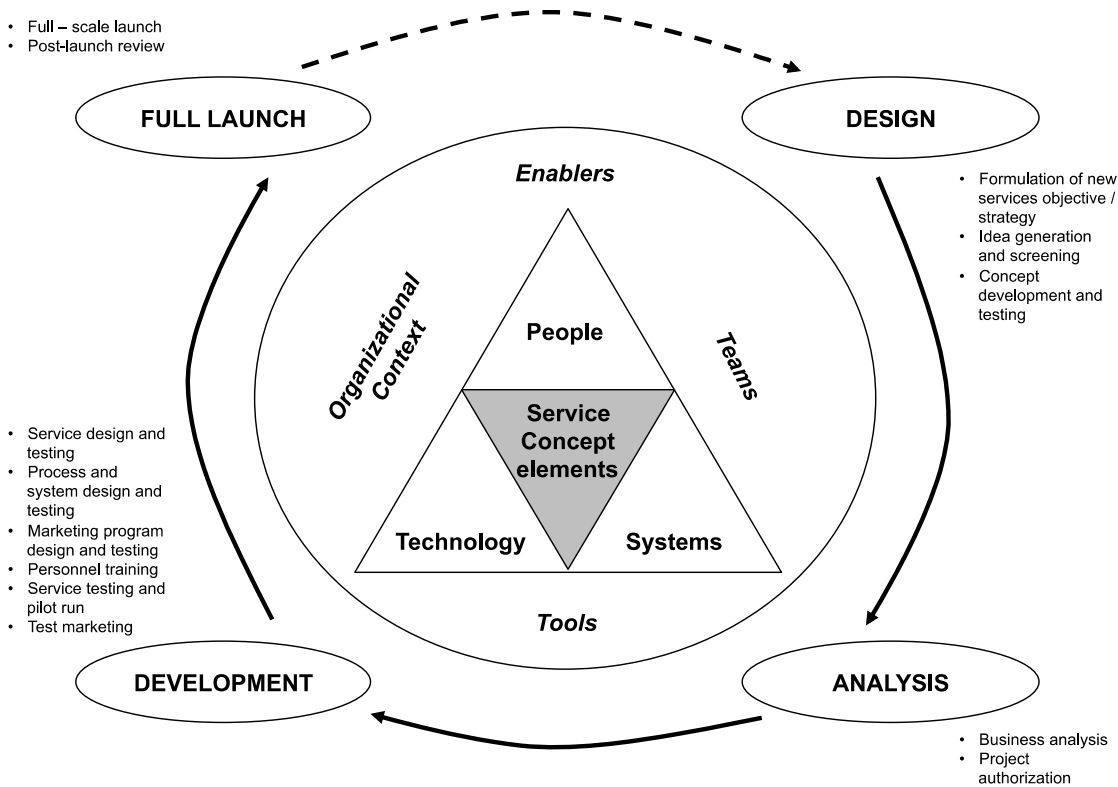 • Full – scale launch
• Post-launch review
FULL LAUNCH
DESIGN
• Formulation of new
services objective /
strategy
• Idea generation
and screening
• Concept
development and
testing
Enablers
Organizational
Context
Teams
People
Service
Concept
elements
Technology
Systems
Tools
• Service design and
testing
• Process and
system design and
testing
• Marketing program
design and testing
• Personnel training
• Service testing and
pilot run
• Test marketing
DEVELOPMENT
ANALYSIS
• Business analysis
• Project
authorization